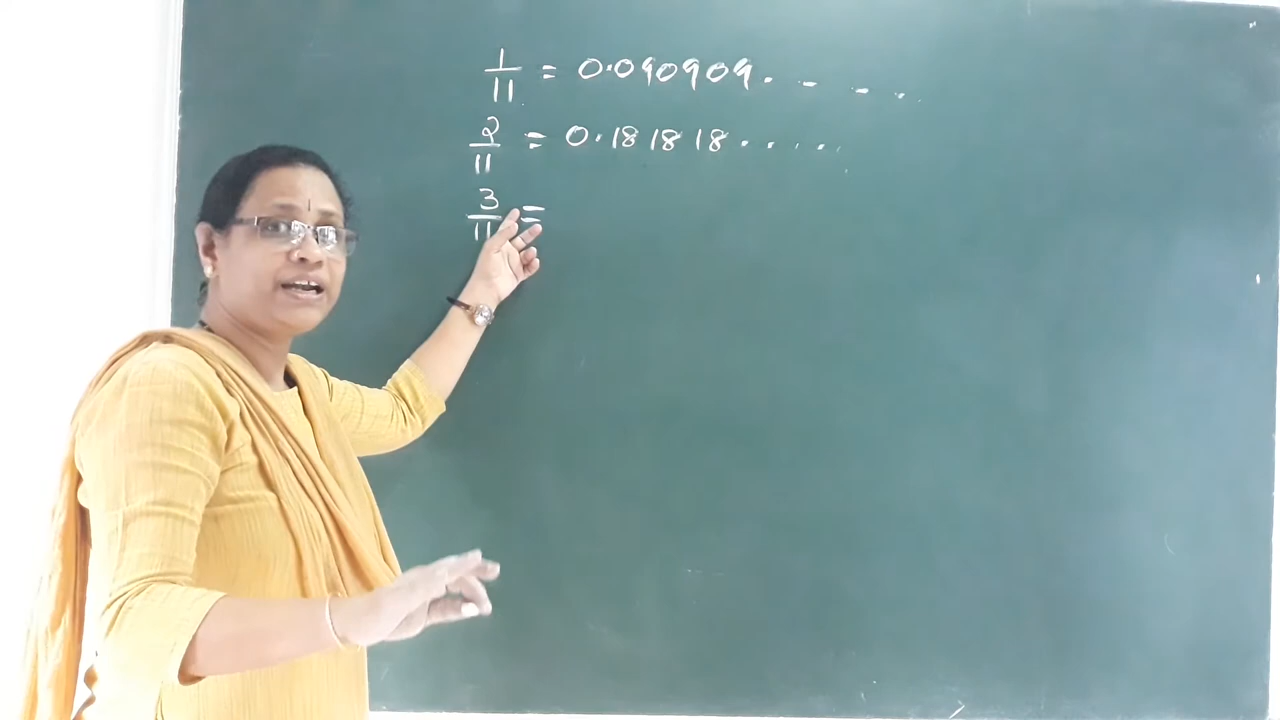 1/11 = 0.090909. - - . .
2/11 = 0.181818.....
3/11 =